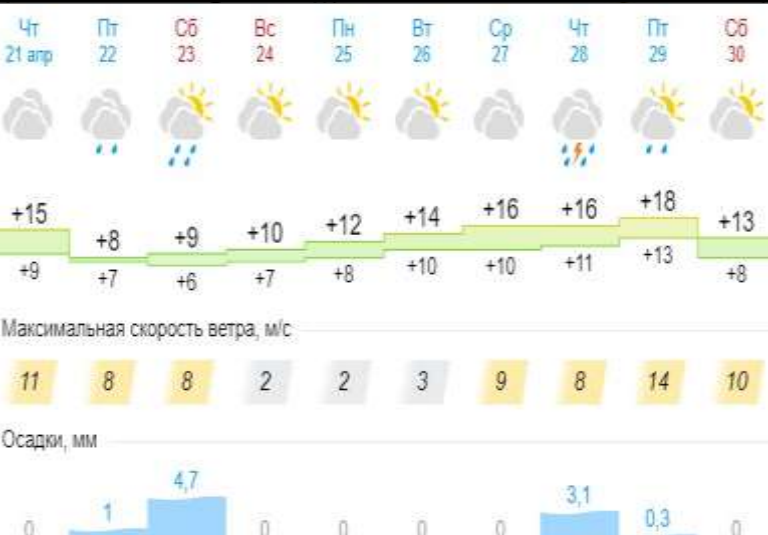 Чт Пт Сб Вс Пн Вт Ср Чт Пт Сб
21 апр 22 23 24 25 26 27 28 29 30
+15 +8 +9 +10 +12 +14 +16 +16 +18 +13
+9 +7 +6 +7 +8 +10 +10 +11 +13 +8
Максимальная скорость ветра, м/с
11 8 8 2 2 3 9 8 14 10
Осадки, мм
0 1 4,7 0 0 0 0 3,1 0,3 0